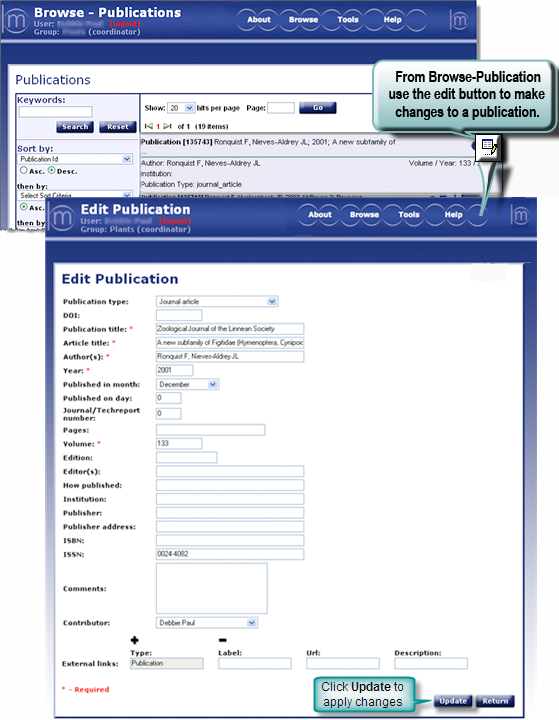 Browse - Publications
User: Debbie Paul [logout]
Group: Plants (coordinator)
About Browse Tools Help
m
m
Publications
Keywords:
Search Reset
Sort by:
Publication Id
Asc. Desc.
then by:
Select Sort Criteria
Asc.
then by
Show: 20 hits per page Page: Go
1 of 1 (19 items)
Publication [135743] Ronquist F, Nieves-Aldrey JL; 2001; A new subfamily of
...
Author: Ronquist F, Nieves-Aldrey JL
Volume / Year: 133 /
institution:
Publication Type: journal_article
From Browse-Publication
use the edit button to make
changes to a publication.
m
Edit Publication
User: Debbie Paul [logout]
Group: Plants (coordinator)
About Browse Tools Help
m
Edit Publication
Publication type: Journal article
DOI:
Publication title: * Zoological Journal of the Linnean Society
Article title: * A new subfamily of Figitidae (Hymenoptera, Cynipoic
Author(s): * Ronquist F, Nieves-Aldrey JL
Year: * 2001
Published in month: December
Published on day: 0
Journal/Techreport
number: 0
Pages:
Volume: * 133
Edition:
Editor(s):
How published:
Institution:
Publisher:
Publisher address:
ISBN:
ISSN: 0024-4082
Comments:
Contributor: Debbie Paul
+ -
Type: Label: Url: Description:
External links: Publication
* - Required
Click Update to
apply changes
Update Return